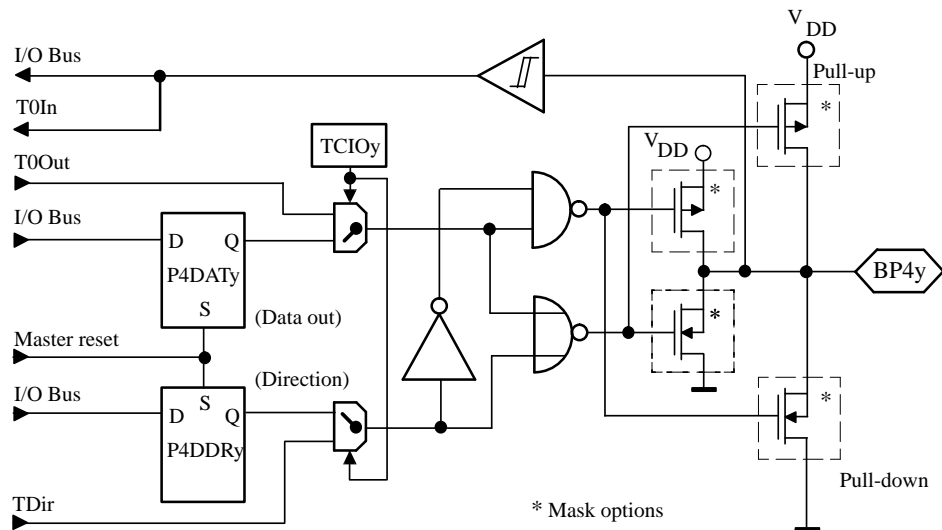 V
DD
I/O Bus
Pull-up
*
T0In
TCIOy
V
DD
T0Out
*
I/O Bus
D
Q
P4DATy
BP4y
S
(Data out)
*
Master reset
(Direction)
I/O Bus
S
D
Q
*
P4DDRy
Pull-down
TDir
* Mask options